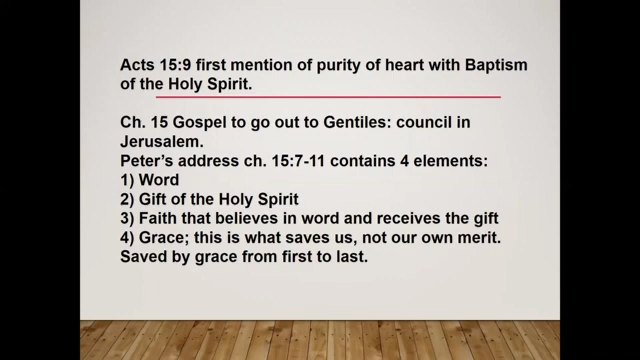 Acts 15:9 first mention of purity of heart with Baptism
of the Holy Spirit.
Ch. 15 Gospel to go out to Gentiles: council in
Jerusalem.
Peter's address ch. 15:7-11 contains 4 elements:
1) Word
2) Gift of the Holy Spirit
3) Faith that believes in word and receives the gift
4) Grace; this is what saves us, not our own merit.
Saved by grace from first to last.